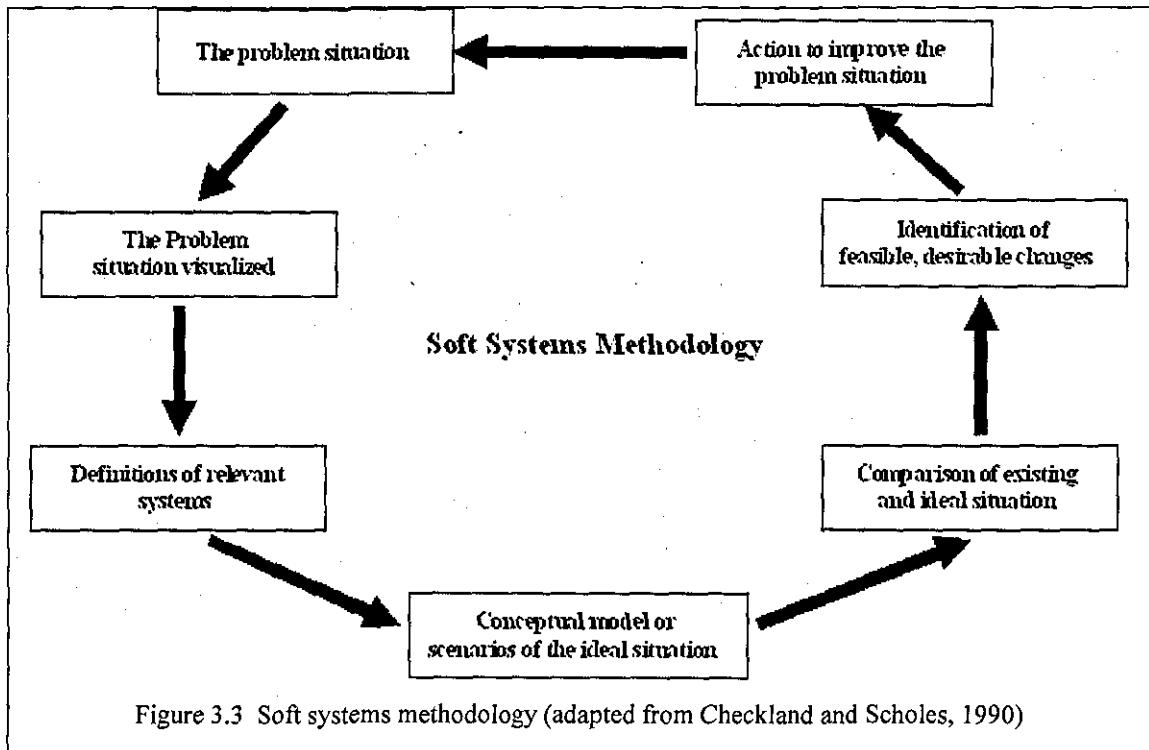 The problem situation
Action to improve the
problem situation
The Problem
situation visualized
Identification of
feasible, desirable changes
Soft Systems Methodology
Definitions of relevant
systems
Comparison of existing
and ideal situation
Conceptual model or
scenarios of the ideal situation
Figure 3.3 Soft systems methodology (adapted from Checkland and Scholes, 1990)